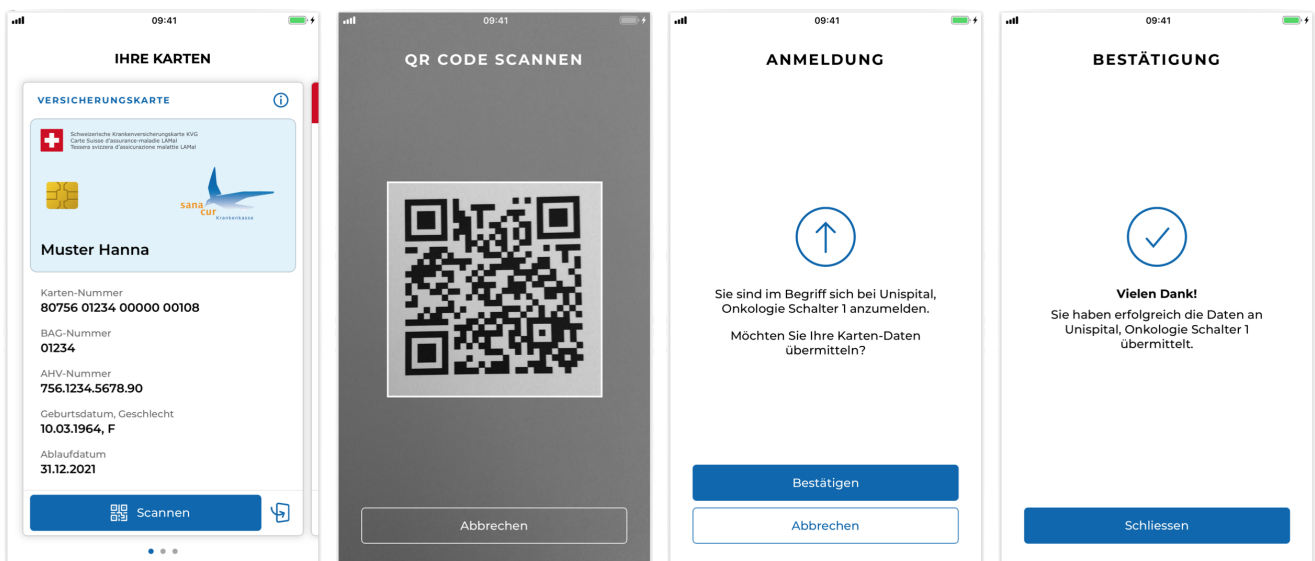 09:41
IHRE KARTEN
VERSICHERUNGSKARTE
Schweizerische Krankenversicherungskarte KVG
Carte Suisse d'assurance-maladie LAMal
Tessera svizzera d'assicurazione malattie LAMal
sana
cur
Krankenkasse
Muster Hanna
Karten-Nummer
80756 01234 00000 00108
BAG-Nummer
01234
AHV-Nummer
756.1234.5678.90
Geburtsdatum, Geschlecht
10.03.1964, F
Ablaufdatum
31.12.2021
Scannen
09:41
QR CODE SCANNEN
Abbrechen
09:41
ANMELDUNG
Sie sind im Begriff sich bei Unispital,
Onkologie Schalter 1 anzumelden.
Möchten Sie Ihre Karten-Daten
übermitteln?
Bestätigen
Abbrechen
09:41
BESTÄTIGUNG
Vielen Dank!
Sie haben erfolgreich die Daten an
Unispital, Onkologie Schalter 1
übermittelt.
Schliessen